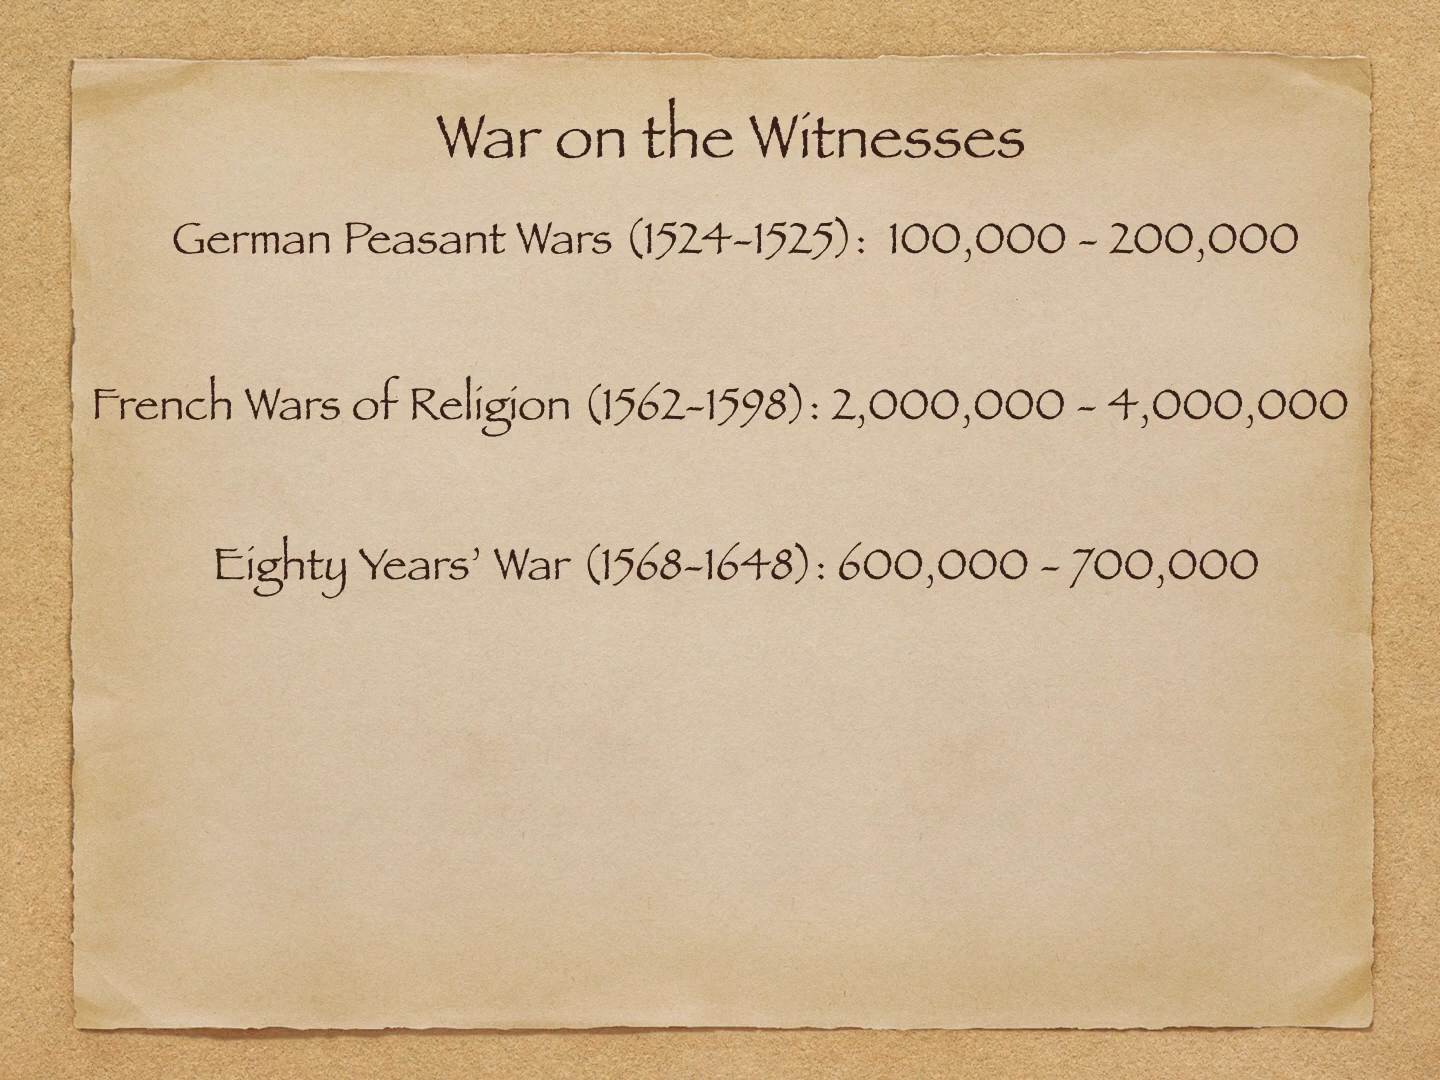 War on the Witnesses
German Peasant Wars (1524-1525): 100,000 - 200,000
French Wars of Religion (1562-1598): 2,000,000 - 4,000,000
Eighty Years’ War (1568-1648): 600,000 - 700,000